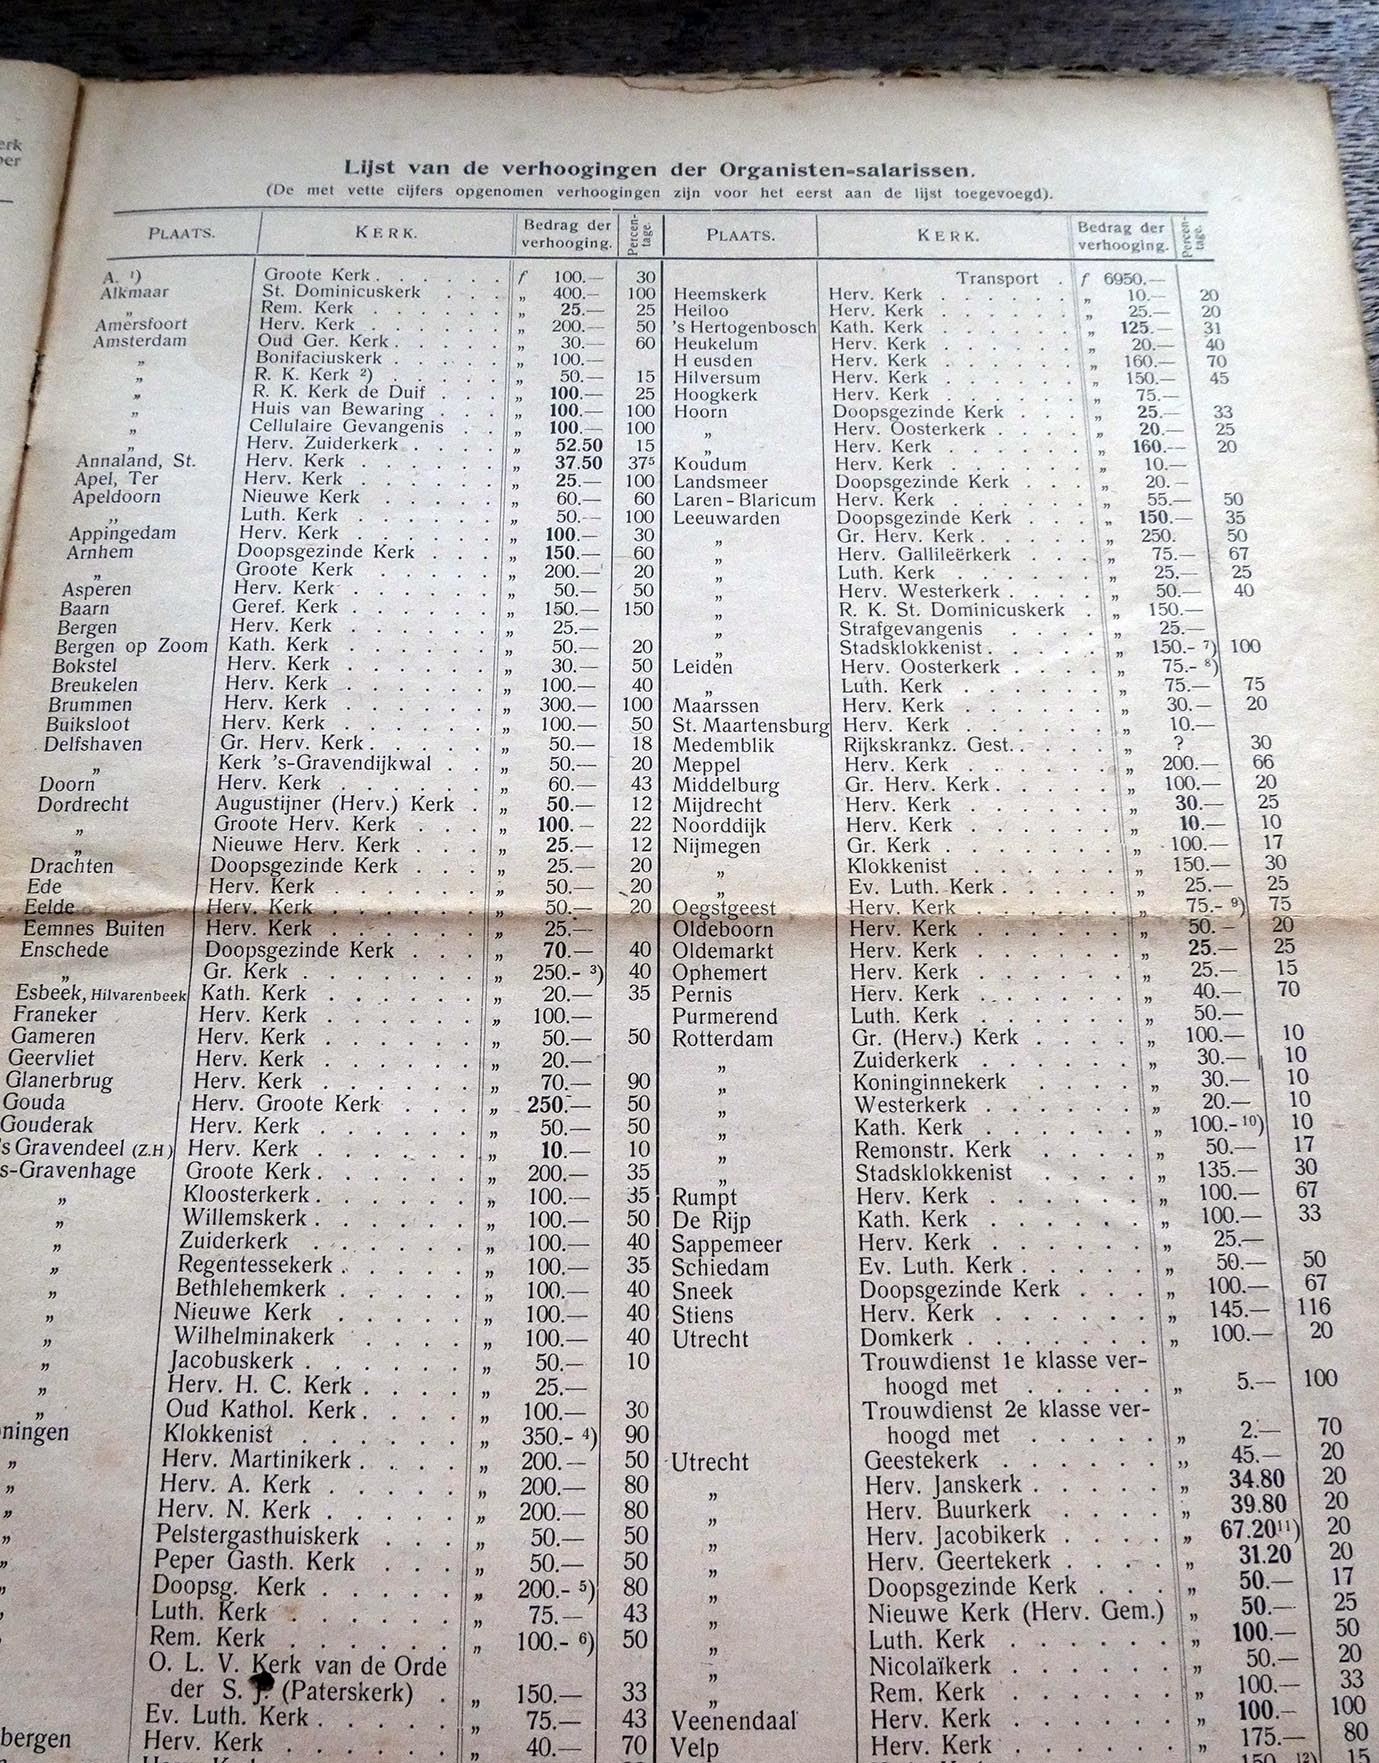 erk
per
Lijst van de verhoogingen der Organisten-salarissen.
(De met vette cijfers opgenomen verhoogingen zijn voor het eerst aan de lijst toegevoegd).
PLAATS. KERK. Bedrag der verhooging. Percen-tage.
A. ¹) Groote Kerk . . . . . f 100.— 30
Alkmaar St. Dominicuskerk . . . „ 400.— 100
„ Rem. Kerk . . . . . . „ 25.— 25
Amersfoort Herv. Kerk . . . . . . „ 200.— 50
Amsterdam Oud Ger. Kerk . . . . . „ 30.— 60
„ Bonifaciuskerk . . . . . „ 100.—
„ R. K. Kerk ²) . . . . . „ 50.— 15
„ R. K. Kerk de Duif . . . „ 100.— 25
„ Huis van Bewaring . . . „ 100.— 100
„ Cellulaire Gevangenis . . „ 100.— 100
„ Herv. Zuiderkerk . . . . „ 52.50 15
Annaland, St. Herv. Kerk . . . . . . „ 37.50 37⁵
Apel, Ter Herv. Kerk . . . . . . „ 25.— 100
Apeldoorn Nieuwe Kerk . . . . . „ 60.— 60
„ Luth. Kerk . . . . . . „ 50.— 100
Appingedam Herv. Kerk . . . . . . „ 100.— 30
Arnhem Doopsgezinde Kerk . . . „ 150.— 60
„ Groote Kerk . . . . . „ 200.— 20
Asperen Herv. Kerk . . . . . . „ 50.— 50
Baarn Geref. Kerk . . . . . . „ 150.— 150
Bergen Herv. Kerk . . . . . . „ 25.—
Bergen op Zoom Kath. Kerk . . . . . . „ 50.— 20
Bokstel Herv. Kerk . . . . . . „ 30.— 50
Breukelen Herv. Kerk . . . . . . „ 100.— 40
Brummen Herv. Kerk . . . . . . „ 300.— 100
Buiksloot Herv. Kerk . . . . . . „ 100.— 50
Delfshaven Gr. Herv. Kerk . . . . . „ 50.— 18
„ Kerk 's-Gravendijkwal . . „ 50.— 20
Doorn Herv. Kerk . . . . . . „ 60.— 43
Dordrecht Augustijner (Herv.) Kerk . „ 50.— 12
„ Groote Herv. Kerk . . . „ 100.— 22
„ Nieuwe Herv. Kerk . . . „ 25.— 12
Drachten Doopsgezinde Kerk . . . „ 25.— 20
Ede Herv. Kerk . . . . . . „ 50.— 20
Eelde Herv. Kerk . . . . . . „ 50.— 20
Eemnes Buiten Herv. Kerk . . . . . . „ 25.—
Enschede Doopsgezinde Kerk . . . „ 70.— 40
„ Gr. Kerk . . . . . . „ 250.- ³) 40
Esbeek, Hilvarenbeek Kath. Kerk . . . . . . „ 20.— 35
Franeker Herv. Kerk . . . . . . „ 100.—
Gameren Herv. Kerk . . . . . . „ 50.— 50
Geervliet Herv. Kerk . . . . . . „ 20.—
Glanerbrug Herv. Kerk . . . . . . „ 70.— 90
Gouda Herv. Groote Kerk . . . „ 250.— 50
Gouderak Herv. Kerk . . . . . . „ 50.— 50
's Gravendeel (Z.H) Herv. Kerk . . . . . . „ 10.— 10
s-Gravenhage Groote Kerk . . . . . „ 200.— 35
„ Kloosterkerk . . . . . „ 100.— 35
„ Willemskerk . . . . . „ 100.— 50
„ Zuiderkerk . . . . . „ 100.— 40
„ Regentessekerk . . . . . „ 100.— 35
„ Bethlehemkerk . . . . „ 100.— 40
„ Nieuwe Kerk . . . . . „ 100.— 40
„ Wilhelminakerk . . . . „ 100.— 40
„ Jacobuskerk . . . . . „ 50.— 10
„ Herv. H. C. Kerk . . . . „ 25.—
„ Oud Kathol. Kerk . . . . „ 100.— 30
ningen Klokkenist . . . . . . „ 350.- ⁴) 90
„ Herv. Martinikerk . . . . „ 200.— 50
„ Herv. A. Kerk . . . . . „ 200.— 80
„ Herv. N. Kerk . . . . . „ 200.— 80
„ Pelstergasthuiskerk . . . „ 50.— 50
„ Peper Gasth. Kerk . . . „ 50.— 50
„ Doopsg. Kerk . . . . . „ 200.- ⁵) 80
„ Luth. Kerk . . . . . . „ 75.— 43
„ Rem. Kerk . . . . . . „ 100.- ⁶) 50
O. L. V. Kerk van de Orde
der S. J. (Paterskerk) . „ 150.— 33
Ev. Luth. Kerk . . . . . „ 75.— 43
bergen Herv. Kerk . . . . . . „ 40.— 70
PLAATS. KERK. Bedrag der verhooging. Percen-tage.
Transport . f 6950.—
Heemskerk Herv. Kerk . . . . . . „ 10.— 20
Heiloo Herv. Kerk . . . . . . „ 25.— 20
's Hertogenbosch Kath. Kerk . . . . . . „ 125.— 31
Heukelum Herv. Kerk . . . . . . „ 20.— 40
H eusden Herv. Kerk . . . . . . „ 160.— 70
Hilversum Herv. Kerk . . . . . . „ 150.— 45
Hoogkerk Herv. Kerk . . . . . . „ 75.—
Hoorn Doopsgezinde Kerk . . . „ 25.— 33
„ Herv. Oosterkerk . . . . „ 20.— 25
„ Herv. Kerk . . . . . . „ 160.— 20
Koudum Herv. Kerk . . . . . . „ 10.—
Landsmeer Doopsgezinde Kerk . . . „ 20.—
Laren - Blaricum Herv. Kerk . . . . . . „ 55.— 50
Leeuwarden Doopsgezinde Kerk . . . „ 150.— 35
„ Gr. Herv. Kerk . . . . . „ 250. 50
„ Herv. Gallileërkerk . . . . „ 75.— 67
„ Luth. Kerk . . . . . . „ 25.— 25
„ Herv. Westerkerk . . . . „ 50.— 40
„ R. K. St. Dominicuskerk . „ 150.—
„ Strafgevangenis . . . . „ 25.—
„ Stadsklokkenist . . . . . „ 150.- ⁷) 100
Leiden Herv. Oosterkerk . . . . „ 75.- ⁸)
„ Luth. Kerk . . . . . . „ 75.— 75
Maarssen Herv. Kerk . . . . . . „ 30.— 20
St. Maartensburg Herv. Kerk . . . . . . „ 10.—
Medemblik Rijkskrankz. Gest. . . . . „ ? 30
Meppel Herv. Kerk . . . . . . „ 200.— 66
Middelburg Gr. Herv. Kerk . . . . . „ 100.— 20
Mijdrecht Herv. Kerk . . . . . . „ 30.— 25
Noorddijk Herv. Kerk . . . . . . „ 10.— 10
Nijmegen Gr. Kerk . . . . . . „ 100.— 17
„ Klokkenist . . . . . . „ 150.— 30
„ Ev. Luth. Kerk . . . . . „ 25.— 25
Oegstgeest Herv. Kerk . . . . . . „ 75.- ⁹) 75
Oldeboorn Herv. Kerk . . . . . . „ 50.— 20
Oldemarkt Herv. Kerk . . . . . . „ 25.— 25
Ophemert Herv. Kerk . . . . . . „ 25.— 15
Pernis Herv. Kerk . . . . . . „ 40.— 70
Purmerend Luth. Kerk . . . . . . „ 50.—
Rotterdam Gr. (Herv.) Kerk . . . . „ 100.— 10
„ Zuiderkerk . . . . . . „ 30.— 10
„ Koninginnekerk . . . . „ 30.— 10
„ Westerkerk . . . . . . „ 20.— 10
„ Kath. Kerk . . . . . . „ 100.- ¹⁰) 10
„ Remonstr. Kerk . . . . „ 50.— 17
„ Stadsklokkenist . . . . „ 135.— 30
Rumpt Herv. Kerk . . . . . . „ 100.— 67
De Rijp Kath. Kerk . . . . . . „ 100.— 33
Sappemeer Herv. Kerk . . . . . . „ 25.—
Schiedam Ev. Luth. Kerk . . . . . „ 50.— 50
Sneek Doopsgezinde Kerk . . . „ 100.— 67
Stiens Herv. Kerk . . . . . . „ 145.— 116
Utrecht Domkerk . . . . . . . „ 100.— 20
Trouwdienst 1e klasse ver-
hoogd met . . . . . „ 5.— 100
Trouwdienst 2e klasse ver-
hoogd met . . . . . „ 2.— 70
Utrecht Geestekerk . . . . . . „ 45.— 20
„ Herv. Janskerk . . . . . „ 34.80 20
„ Herv. Buurkerk . . . . „ 39.80 20
„ Herv. Jacobikerk . . . . „ 67.20¹¹) 20
„ Herv. Geertekerk . . . . „ 31.20 20
„ Doopsgezinde Kerk . . . „ 50.— 17
„ Nieuwe Kerk (Herv. Gem.) „ 50.— 25
„ Luth. Kerk . . . . . . „ 100.— 50
„ Nicolaïkerk . . . . . . „ 50.— 20
„ Rem. Kerk . . . . . . „ 100.— 33
Veenendaal Herv. Kerk . . . . . . „ 100.— 100
Velp Herv. Kerk . . . . . . „ 175.— 80